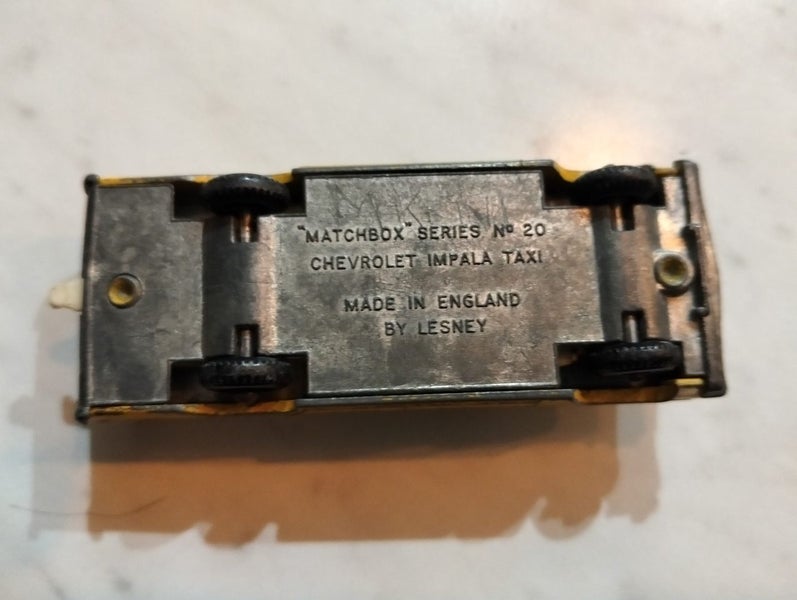 "MATCHBOX" SERIES Nº 20
CHEVROLET IMPALA TAXI
MADE IN ENGLAND
BY LESNEY